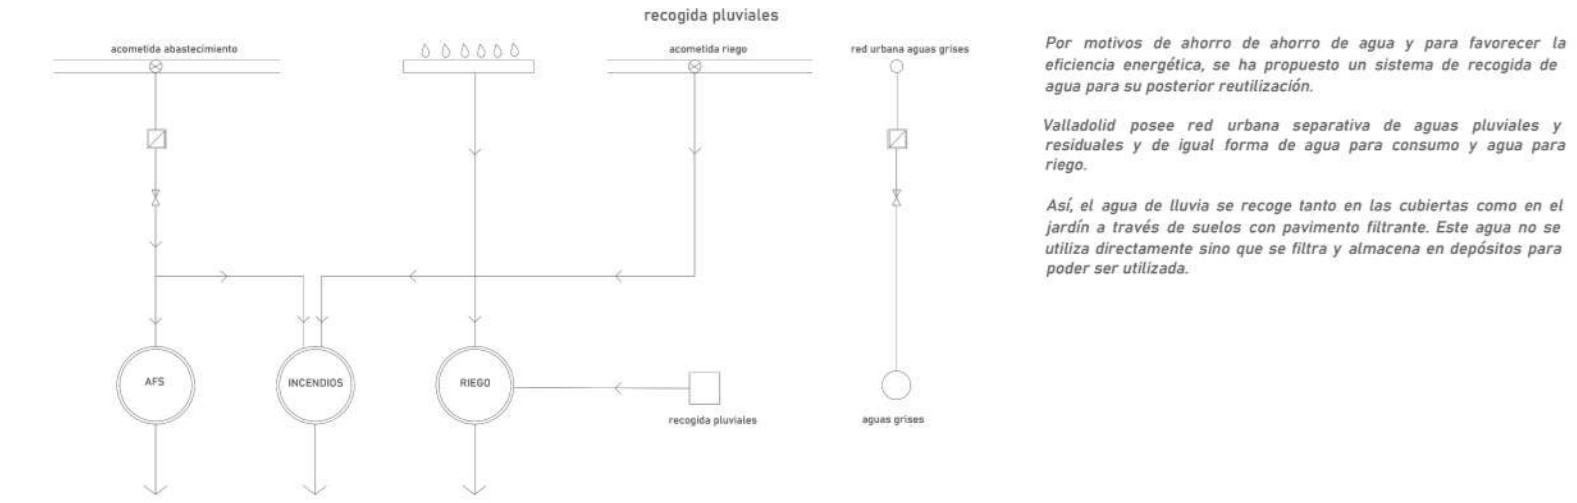 recogida pluviales
acometida abastecimiento
acometida riego
red urbana aguas grises
AFS
INCENDIOS
RIEGO
recogida pluviales
aguas grises
Por motivos de ahorro de ahorro de agua y para favorecer la
eficiencia energética, se ha propuesto un sistema de recogida de
agua para su posterior reutilización.
Valladolid posee red urbana separativa de aguas pluviales y
residuales y de igual forma de agua para consumo y agua para
riego.
Así, el agua de lluvia se recoge tanto en las cubiertas como en el
jardín a través de suelos con pavimento filtrante. Este agua no se
utiliza directamente sino que se filtra y almacena en depósitos para
poder ser utilizada.